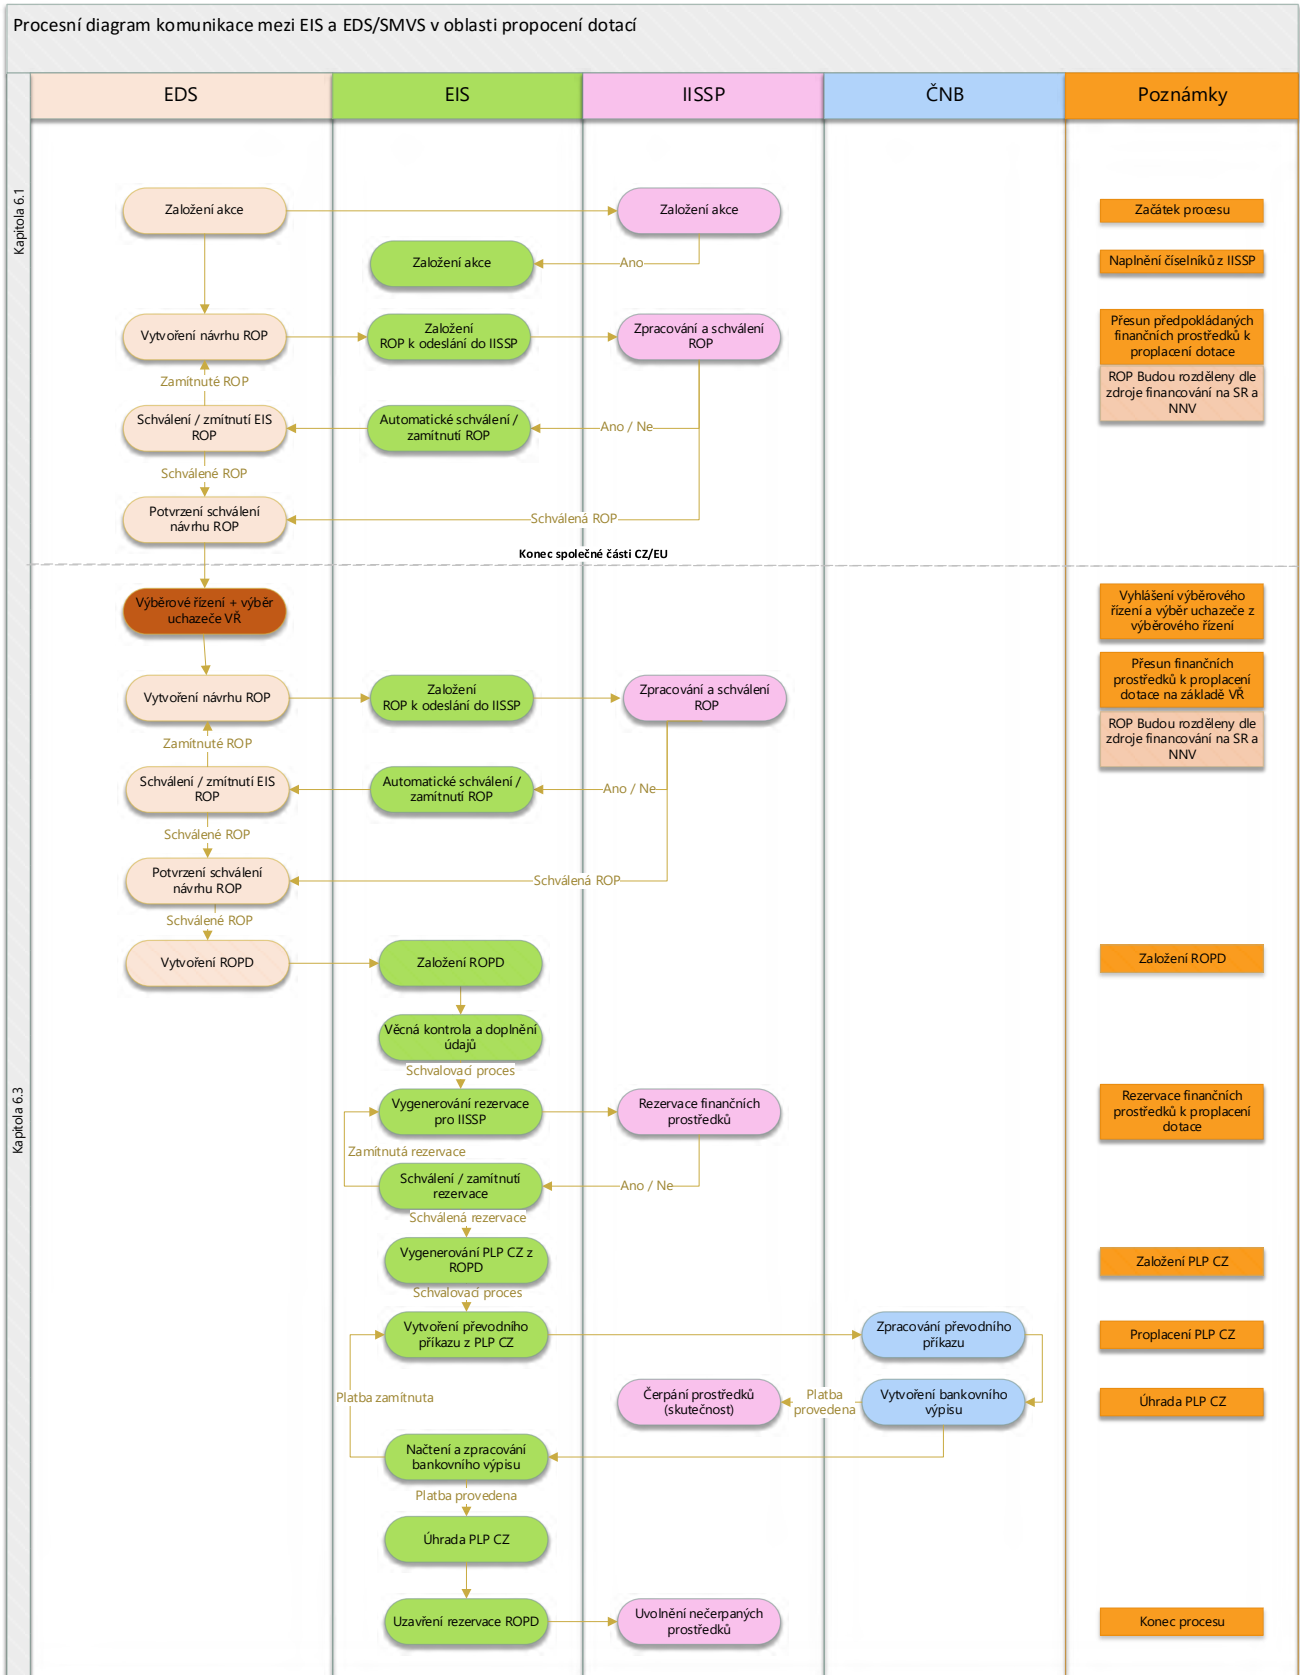 Procesní diagram komunikace mezi EIS a EDS/SMVS v oblasti propocení dotací
EDS
EIS
IISSP
ČNB
Poznámky
Kapitola 6.1
Založení akce
Založení akce
Začátek procesu
Založení akce
Ano
Naplnění číselníků z IISSP
Vytvoření návrhu ROP
Založení
ROP k odeslání do IISSP
Zpracování a schválení
ROP
Přesun předpokládaných
finančních prostředků k
proplacení dotace
Zamítnuté ROP
ROP Budou rozděleny dle
zdroje financování na SR a
NNV
Schválení / zmítnutí EIS
ROP
Automatické schválení /
zamítnutí ROP
Ano / Ne
Schválené ROP
Potvrzení schválení
návrhu ROP
Schválená ROP
Konec společné části CZ/EU
Výběrové řízení + výběr
uchazeče VŘ
Vyhlášení výběrového
řízení a výběr uchazeče z
výběrového řízení
Vytvoření návrhu ROP
Založení
ROP k odeslání do IISSP
Zpracování a schválení
ROP
Přesun finančních
prostředků k proplacení
dotace na základě VŘ
Zamítnuté ROP
ROP Budou rozděleny dle
zdroje financování na SR a
NNV
Schválení / zmítnutí EIS
ROP
Automatické schválení /
zamítnutí ROP
Ano / Ne
Schválené ROP
Potvrzení schválení
návrhu ROP
Schválená ROP
Schválené ROP
Vytvoření ROPD
Založení ROPD
Založení ROPD
Věcná kontrola a doplnění
údajů
Schvalovací proces
Kapitola 6.3
Vygenerování rezervace
pro IISSP
Rezervace finančních
prostředků
Rezervace finančních
prostředků k proplacení
dotace
Zamítnutá rezervace
Schválení / zamítnutí
rezervace
Ano / Ne
Schválená rezervace
Vygenerování PLP CZ z
ROPD
Založení PLP CZ
Schvalovací proces
Vytvoření převodního
příkazu z PLP CZ
Zpracování převodního
příkazu
Proplacení PLP CZ
Platba zamítnuta
Čerpání prostředků
(skutečnost)
Platba
provedena
Vytvoření bankovního
výpisu
Úhrada PLP CZ
Načtení a zpracování
bankovního výpisu
Platba provedena
Úhrada PLP CZ
Uzavření rezervace ROPD
Uvolnění nečerpaných
prostředků
Konec procesu